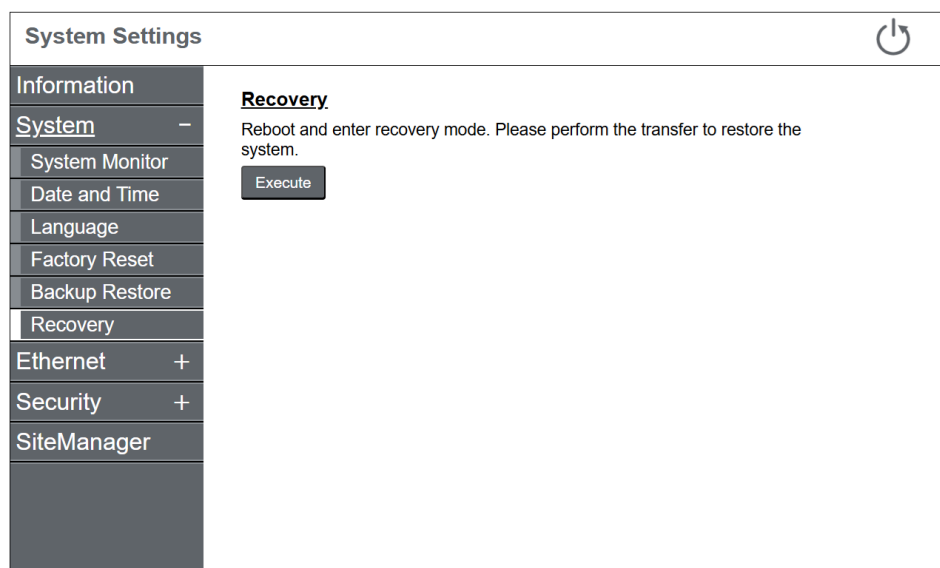 System Settings
Information
System −
System Monitor
Date and Time
Language
Factory Reset
Backup Restore
Recovery
Ethernet +
Security +
SiteManager
Recovery
Reboot and enter recovery mode. Please perform the transfer to restore the
system.
Execute